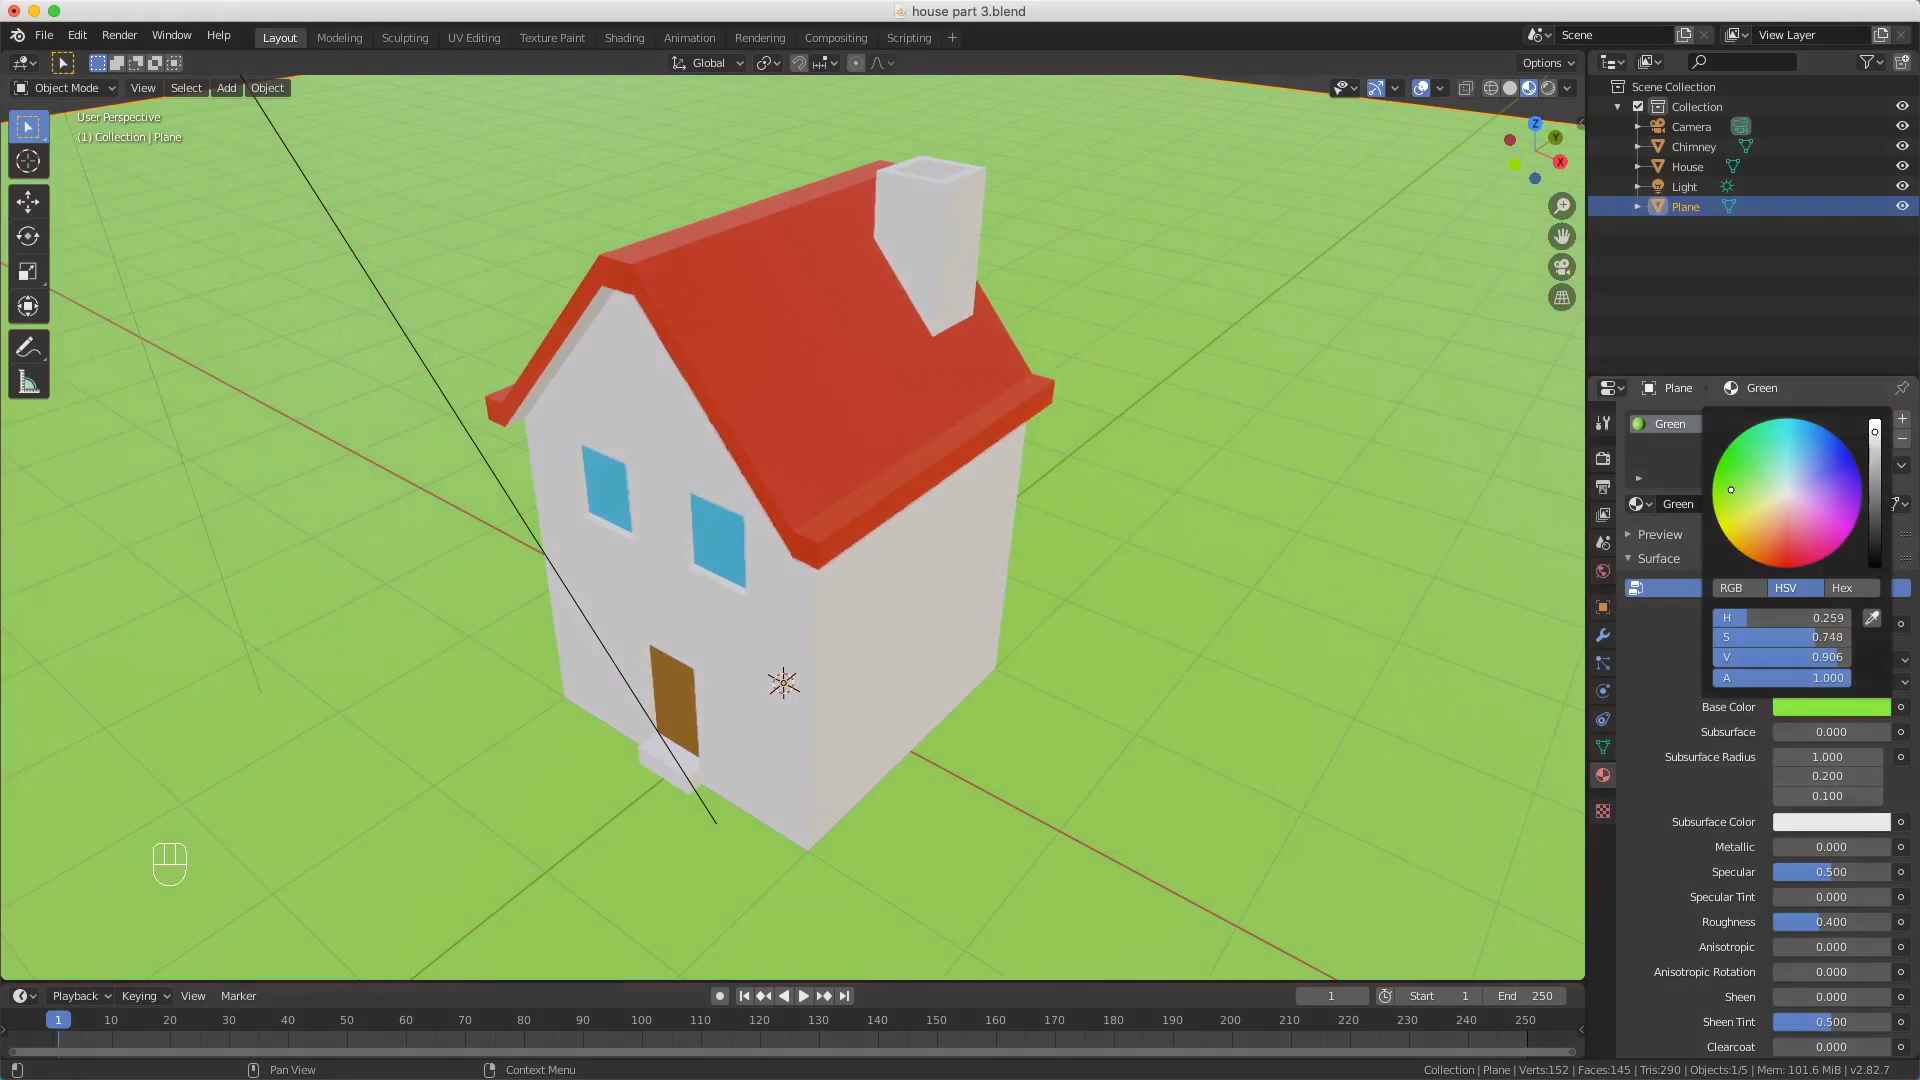 house part 3.blend
File Edit Render Window Help Layout Modeling Sculpting UV Editing Texture Paint Shading Animation Rendering Compositing Scripting + Scene View Layer
Global Options
Object Mode View Select Add Object
User Perspective
(1) Collection | Plane
Z
Y
X
Scene Collection
Collection
Camera
Chimney
House
Light
Plane
Plane Green
Green
Green
Preview
Surface
RGB HSV Hex
H 0.259
S 0.748
V 0.906
A 1.000
Base Color
Subsurface 0.000
Subsurface Radius 1.000
0.200
0.100
Subsurface Color
Metallic 0.000
Specular 0.500
Specular Tint 0.000
Roughness 0.400
Anisotropic 0.000
Anisotropic Rotation 0.000
Sheen 0.000
Sheen Tint 0.500
Clearcoat 0.000
Playback Keying View Marker 1 Start 1 End 250
1 10 20 30 40 50 60 70 80 90 100 110 120 130 140 150 160 170 180 190 200 210 220 230 240 250
Pan View Context Menu Collection | Plane | Verts:152 | Faces:145 | Tris:290 | Objects:1/5 | Mem: 101.6 MiB | v2.82.7